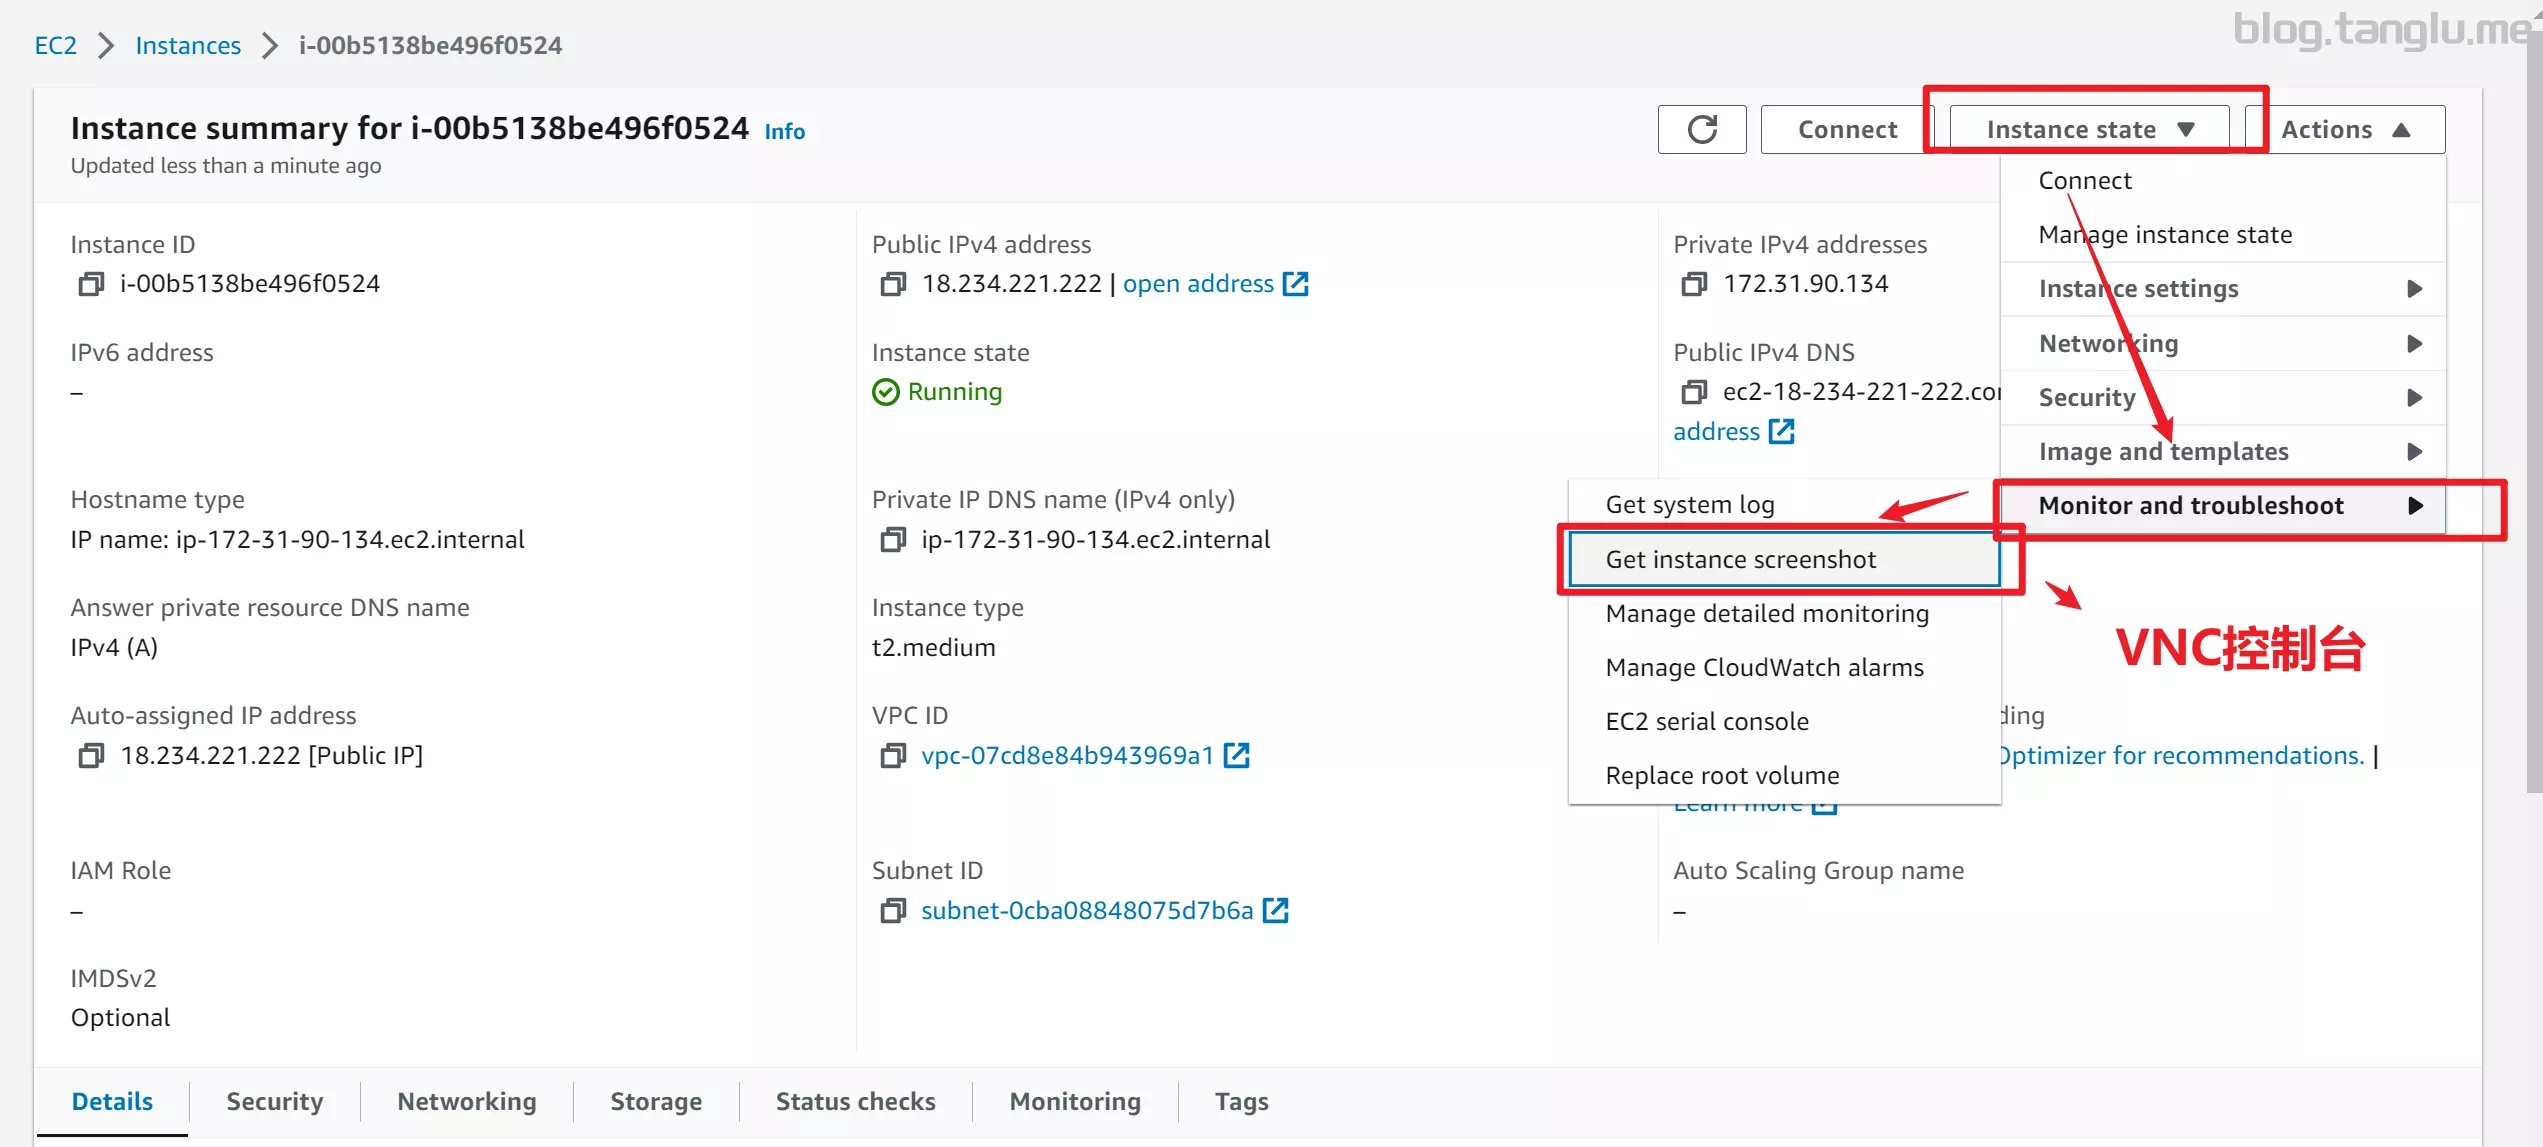 blog.tanglu.me
EC2 Instances i-00b5138be496f0524
Instance summary for i-00b5138be496f0524 Info
Updated less than a minute ago
Connect
Instance state
Actions
Connect
Manage instance state
Instance settings
Networking
Security
Image and templates
Monitor and troubleshoot
Get system log
Get instance screenshot
Manage detailed monitoring
Manage CloudWatch alarms
EC2 serial console
Replace root volume
VNC控制台
Instance ID
i-00b5138be496f0524
Public IPv4 address
18.234.221.222 | open address
Private IPv4 addresses
172.31.90.134
IPv6 address
–
Instance state
Running
Public IPv4 DNS
ec2-18-234-221-222.co
address
Hostname type
IP name: ip-172-31-90-134.ec2.internal
Private IP DNS name (IPv4 only)
ip-172-31-90-134.ec2.internal
Answer private resource DNS name
IPv4 (A)
Instance type
t2.medium
Auto-assigned IP address
18.234.221.222 [Public IP]
VPC ID
vpc-07cd8e84b943969a1
ding
Optimizer for recommendations. |
Learn more
IAM Role
–
Subnet ID
subnet-0cba08848075d7b6a
Auto Scaling Group name
–
IMDSv2
Optional
Details Security Networking Storage Status checks Monitoring Tags